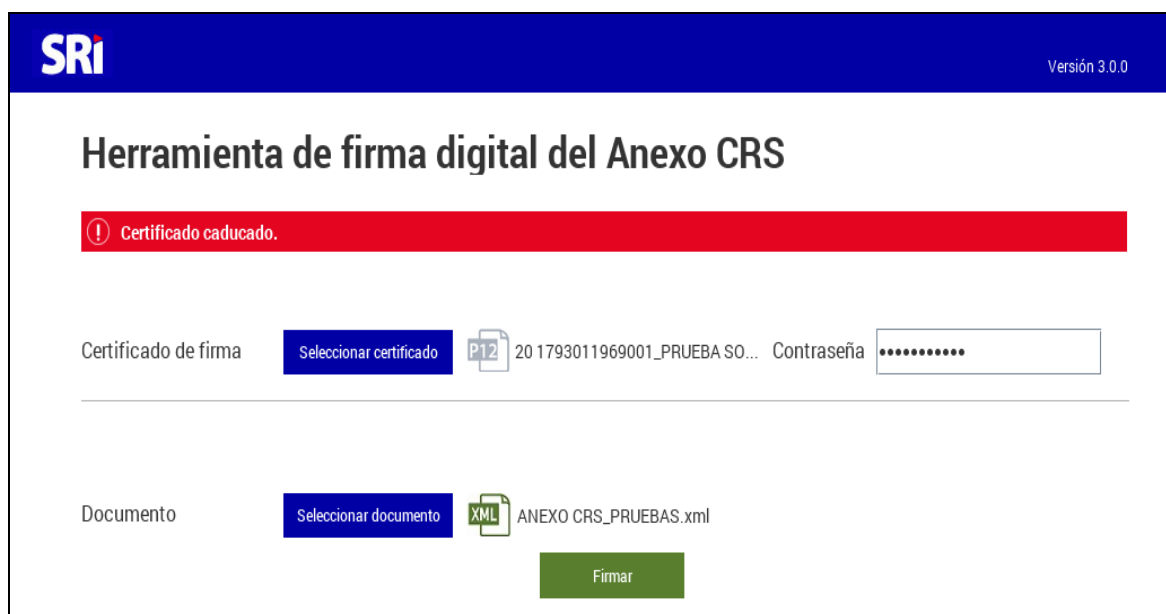 SRi
Versión 3.0.0
Herramienta de firma digital del Anexo CRS
! Certificado caducado.
Certificado de firma Seleccionar certificado P12 20 1793011969001_PRUEBA SO... Contraseña •••••••••••
Documento Seleccionar documento XML ANEXO CRS_PRUEBAS.xml
Firmar